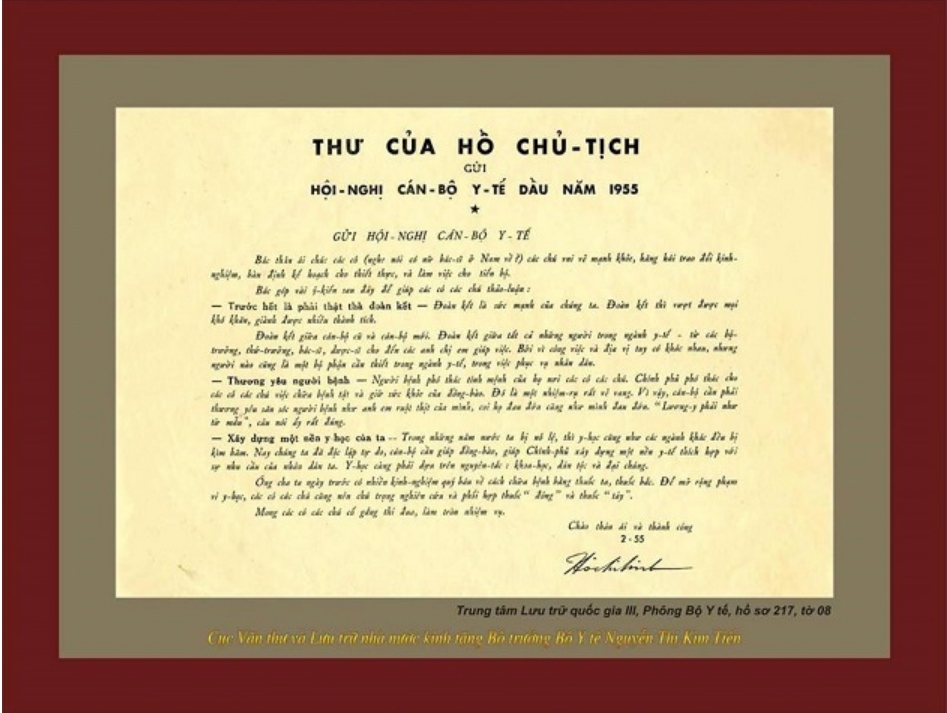 THƯ CỦA HỒ CHỦ-TỊCH
GỬI
HỘI-NGHỊ CÁN-BỘ Y-TẾ ĐẦU NĂM 1955
GỬI HỘI-NGHỊ CÁN-BỘ Y-TẾ
Bác thân ái chúc các cô (nghe nói có nữ bác-sĩ ở Nam về?) các chú vui vẻ mạnh khỏe, hăng hái trao đổi kinh-
nghiệm, bàn định kế hoạch cho thiết thực, và làm việc cho tiến bộ.
Bác góp vài ý-kiến sau đây để giúp các cô các chú thảo-luận :
— Trước hết là phải thật thà đoàn kết — Đoàn kết là sức mạnh của chúng ta. Đoàn kết thì vượt được mọi
khó khăn, giành được nhiều thành tích.
Đoàn kết giữa cán-bộ cũ và cán-bộ mới. Đoàn kết giữa tất cả những người trong ngành y-tế - từ các bộ-
trưởng, thứ-trưởng, bác-sĩ, dược-sĩ cho đến các anh chị em giúp việc. Bởi vì công việc và địa vị tuy có khác nhau, nhưng
người nào cũng là một bộ phận cần thiết trong ngành y-tế, trong việc phục vụ nhân dân.
— Thương yêu người bệnh — Người bệnh phó thác tính mệnh của họ nơi các cô các chú. Chính phủ phó thác cho
các cô các chú việc chữa bệnh tật và giữ sức khỏe của đồng-bào. Đó là một nhiệm-vụ rất vẻ vang. Vì vậy, cán-bộ cần phải
thương yêu săn sóc người bệnh như anh em ruột thịt của mình, coi họ đau đớn cũng như mình đau đớn. “Lương-y phải như
từ mẫu”, câu nói ấy rất đúng.
— Xây dựng một nền y-học của ta — Trong những năm nước ta bị nô lệ, thì y-học cũng như các ngành khác đều bị
kìm hãm. Nay chúng ta đã độc lập tự do, cán-bộ cần giúp đồng-bào, giúp Chính-phủ xây dựng một nền y-tế thích hợp với
sự nhu cầu của nhân dân ta. Y-học càng phải dựa trên nguyên-tắc : khoa-học, dân tộc và đại chúng.
Ông cha ta ngày trước có nhiều kinh-nghiệm quý báu về cách chữa bệnh bằng thuốc ta, thuốc bắc. Để mở rộng phạm
vi y-học, các cô các chú cũng nên chú trọng nghiên cứu và phối hợp thuốc “đông” và thuốc “tây”.
Mong các cô các chú cố gắng thi đua, làm tròn nhiệm vụ.
Chào thân ái và thành công
2 - 55
Hochiminh
Trung tâm Lưu trữ quốc gia III, Phông Bộ Y tế, hồ sơ 217, tờ 08
Cục Văn thư và Lưu trữ nhà nước kính tặng Bộ trưởng Bộ Y tế Nguyễn Thị Kim Tiến